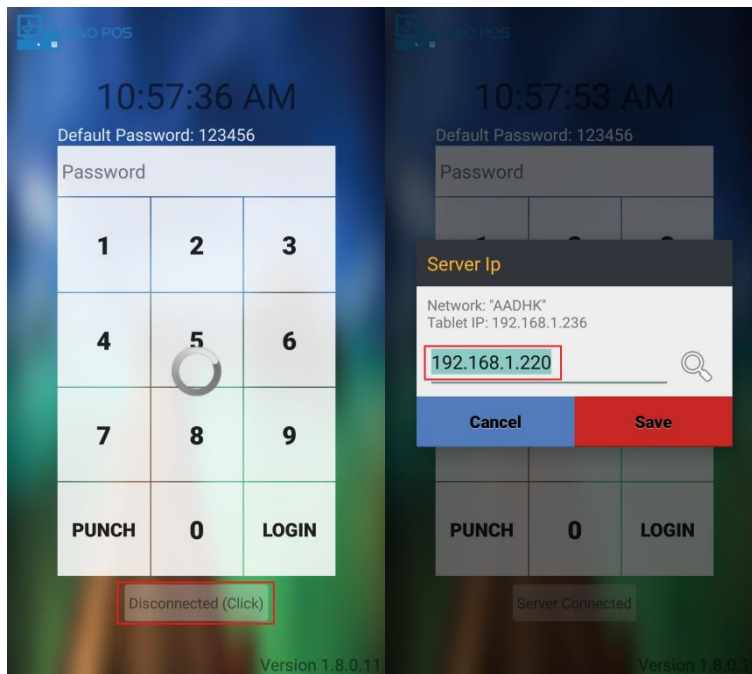 PRO POS
10:57:36 AM
Default Password: 123456
Password
1 2 3
4 5 6
7 8 9
PUNCH 0 LOGIN
Disconnected (Click)
Version 1.8.0.11
PRO POS
10:57:53 AM
Default Password: 123456
Password
Server Ip
Network: "AADHK"
Tablet IP: 192.168.1.236
192.168.1.220
Cancel Save
PUNCH 0 LOGIN
Server Connected
Version 1.8.0.1